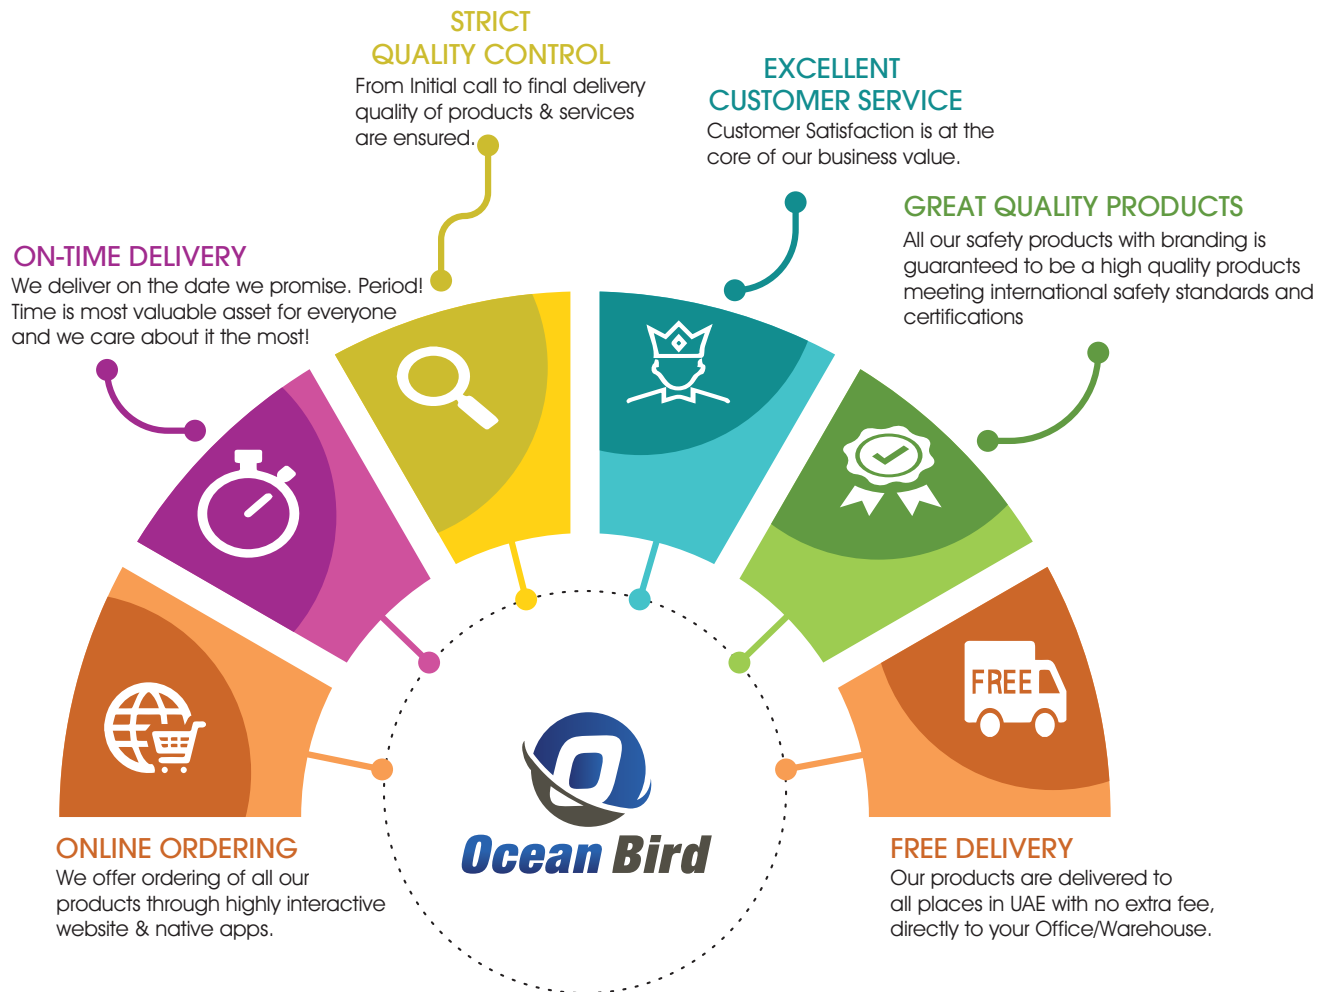 STRICT
QUALITY CONTROL
From Initial call to final delivery
quality of products & services
are ensured.
EXCELLENT
CUSTOMER SERVICE
Customer Satisfaction is at the
core of our business value.
GREAT QUALITY PRODUCTS
All our safety products with branding is
guaranteed to be a high quality products
meeting international safety standards and
certifications
ON-TIME DELIVERY
We deliver on the date we promise. Period!
Time is most valuable asset for everyone
and we care about it the most!
FREE
Ocean Bird
ONLINE ORDERING
We offer ordering of all our
products through highly interactive
website & native apps.
FREE DELIVERY
Our products are delivered to
all places in UAE with no extra fee,
directly to your Office/Warehouse.